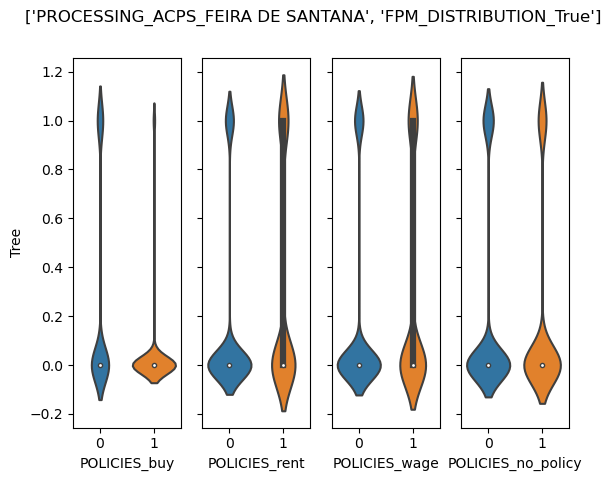 ['PROCESSING_ACPS_FEIRA DE SANTANA', 'FPM_DISTRIBUTION_True']
1.2
1.0
0.8
0.6
0.4
0.2
0.0
−0.2
Tree
0 1 0 1 0 1 0 1
POLICIES_buy POLICIES_rent POLICIES_wage POLICIES_no_policy